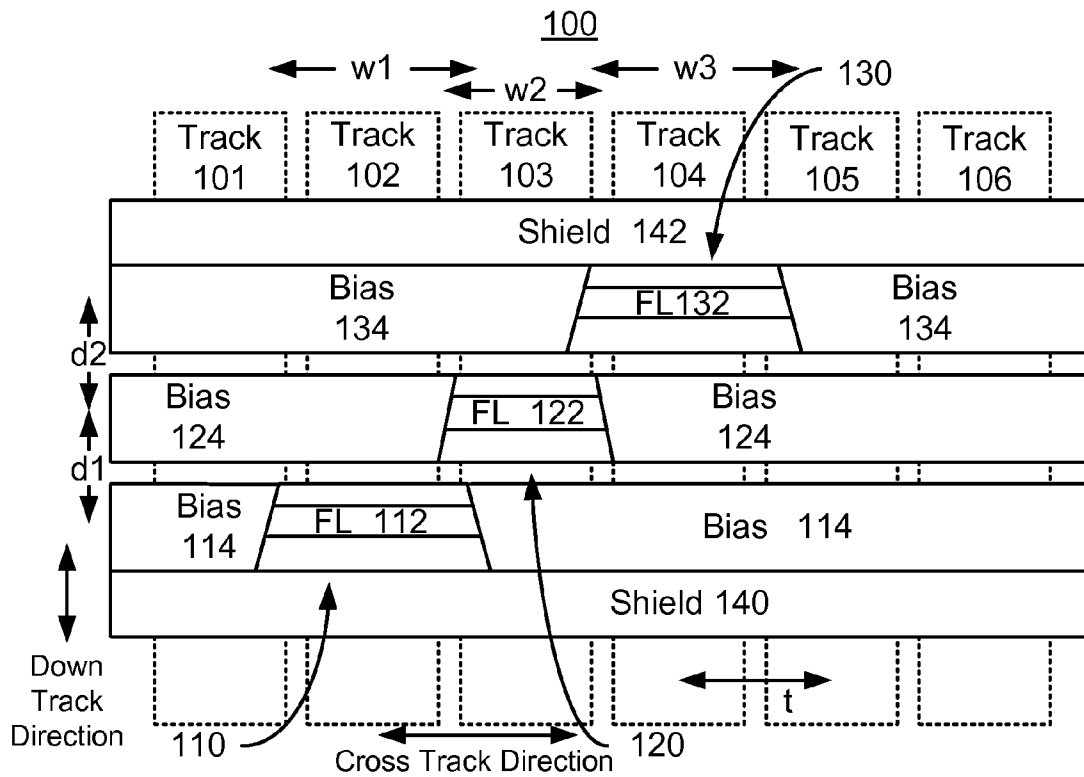 100
w1
w2
w3
130
Track
101
Track
102
Track
103
Track
104
Track
105
Track
106
Shield 142
Bias
134
FL132
Bias
134
d2
Bias
124
FL 122
Bias
124
d1
Bias
114
FL 112
Bias 114
Shield 140
Down
Track
Direction
t
110
Cross Track Direction
120